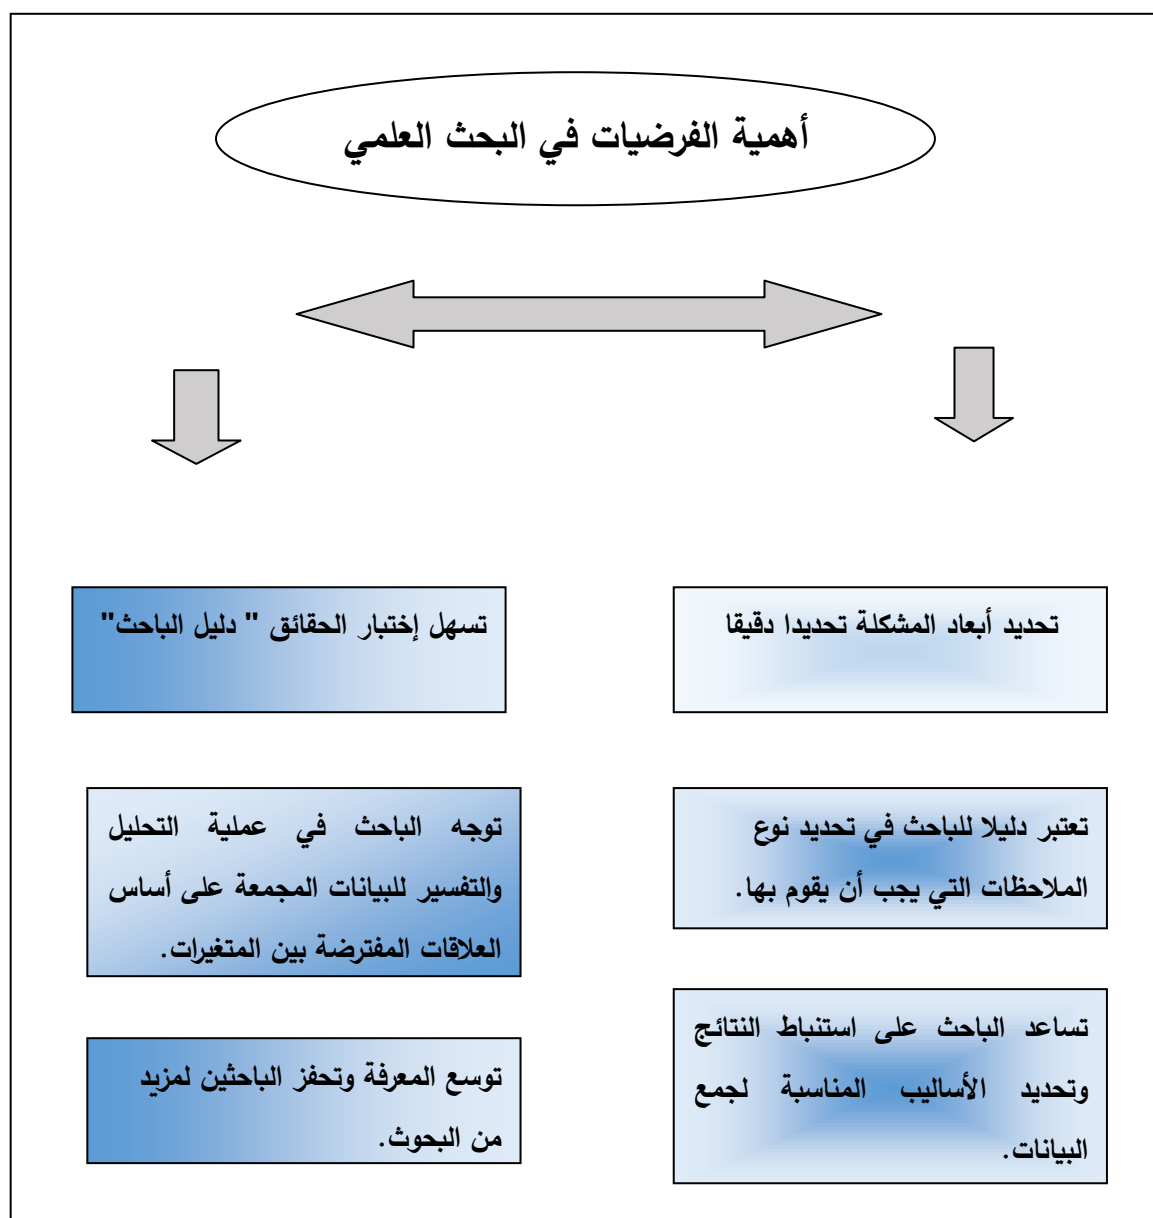 أهمية الفرضيات في البحث العلمي
تحديد أبعاد المشكلة تحديدا دقيقا
تعتبر دليلا للباحث في تحديد نوع
الملاحظات التي يجب أن يقوم بها.
تساعد الباحث على استنباط النتائج
وتحديد الأساليب المناسبة لجمع
البيانات.
تسهل إختبار الحقائق " دليل الباحث"
توجه الباحث في عملية التحليل
والتفسير للبيانات المجمعة على أساس
العلاقات المفترضة بين المتغيرات.
توسع المعرفة وتحفز الباحثين لمزيد
من البحوث.